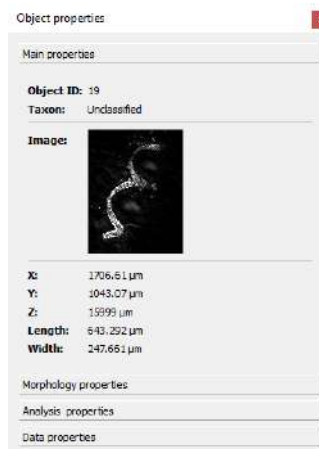 Object properties
Main properties
Object ID: 19
Taxon: Unclassified
Image:
X: 1706.61 µm
Y: 1043.07 µm
Z: 15999 µm
Length: 643.292 µm
Width: 247.661 µm
Morphology properties
Analysis properties
Data properties